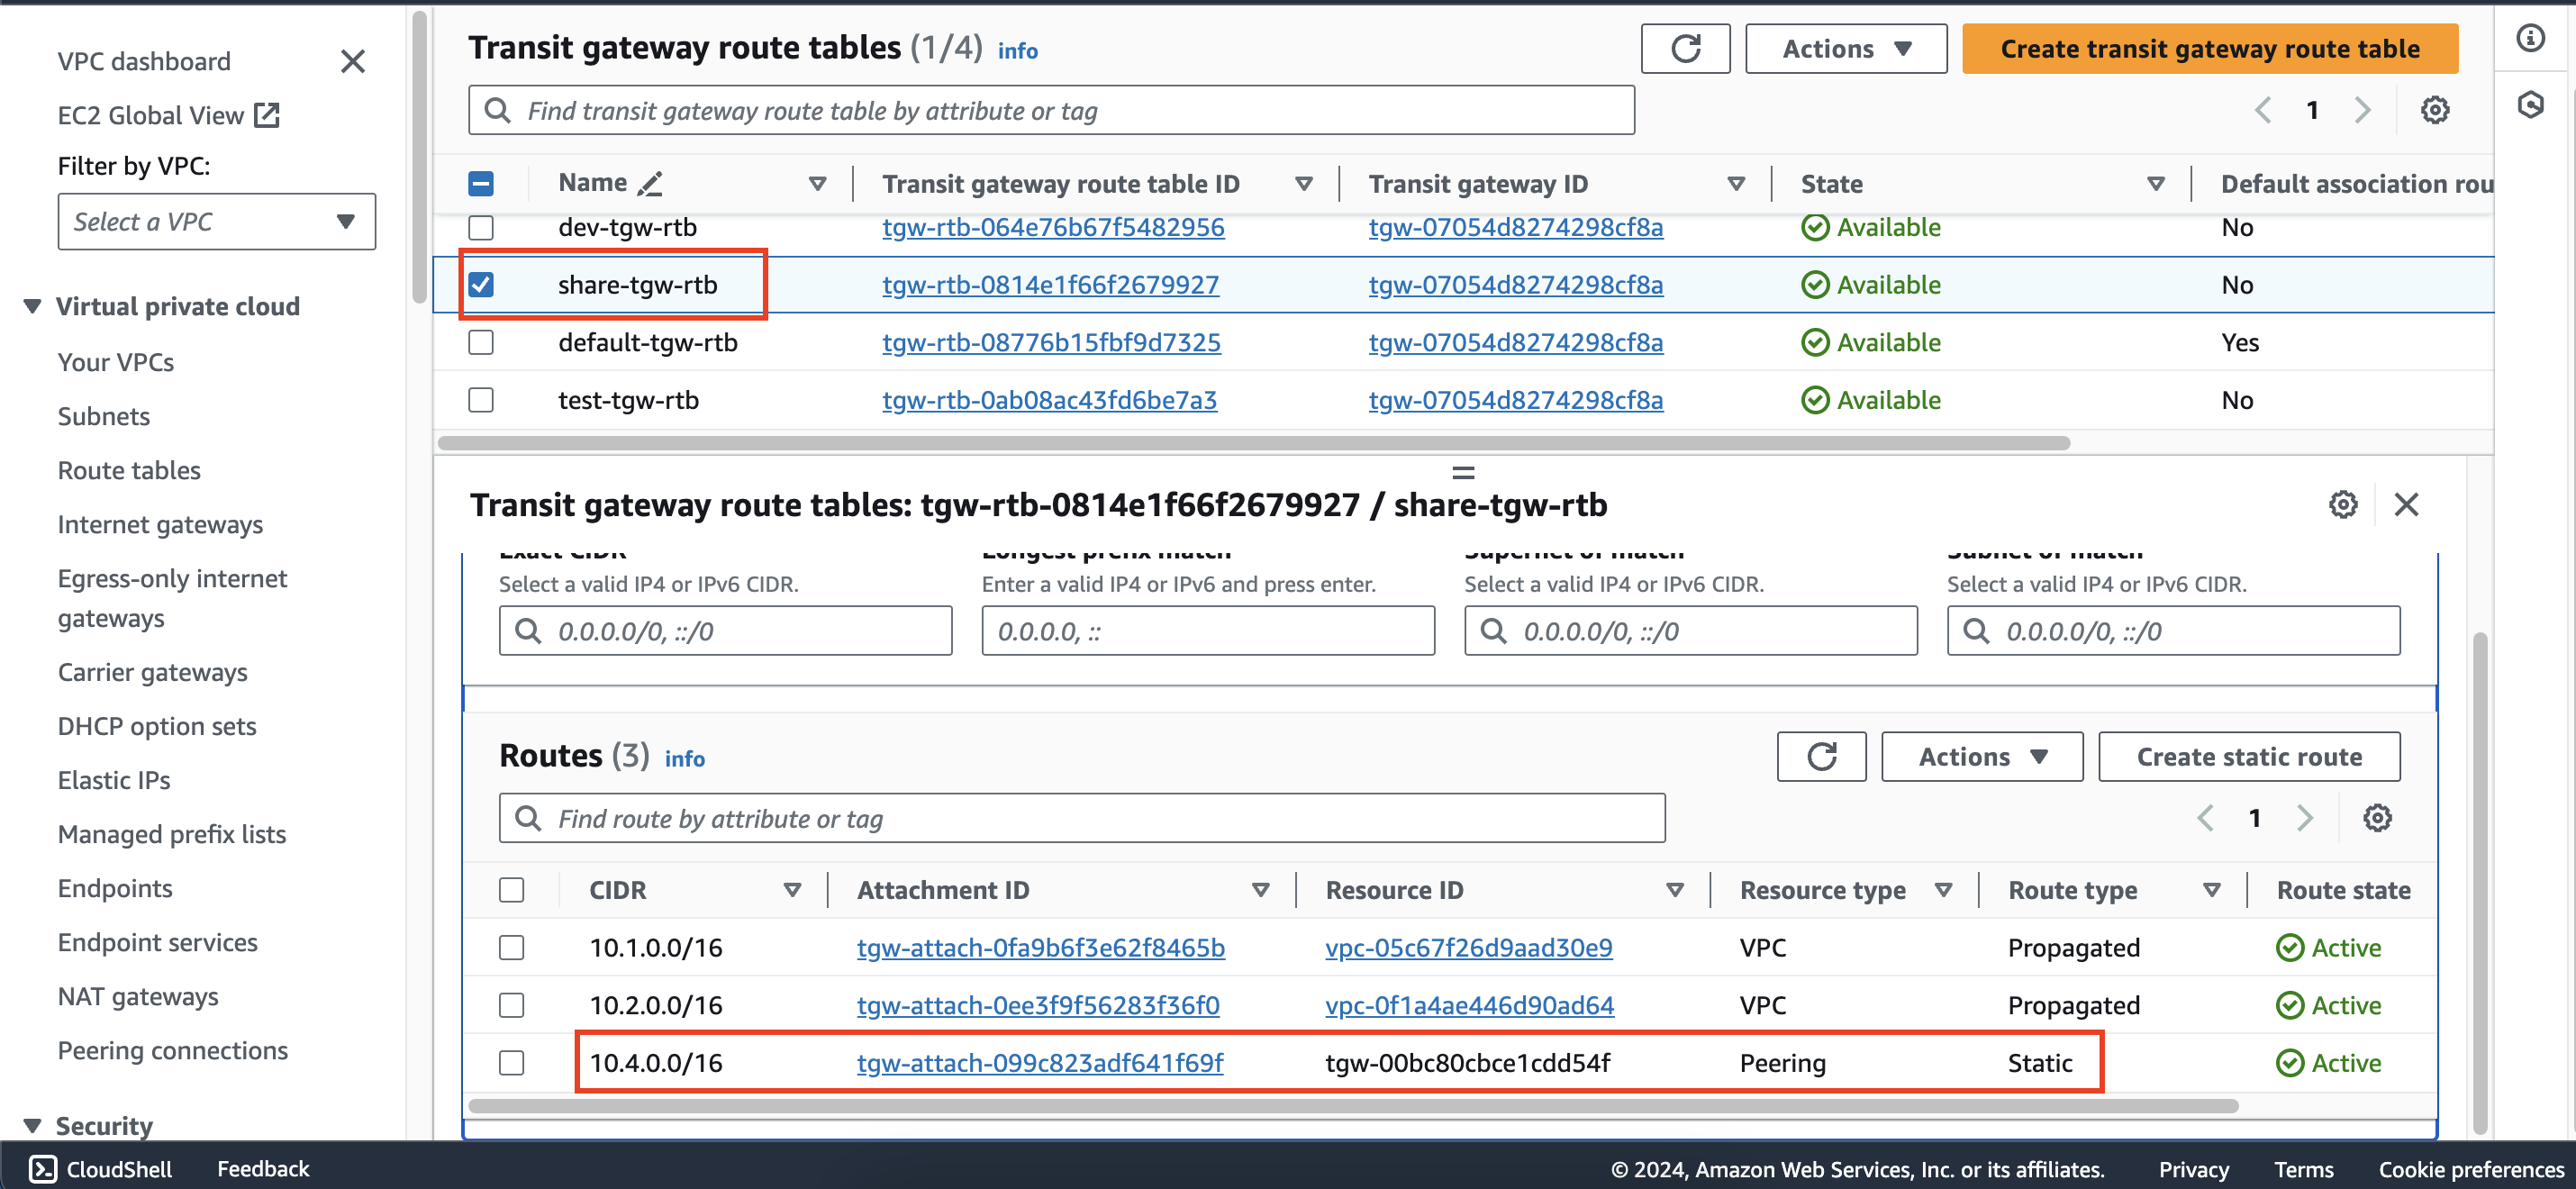 VPC dashboard
EC2 Global View
Filter by VPC:
Select a VPC
Virtual private cloud
Your VPCs
Subnets
Route tables
Internet gateways
Egress-only internet
gateways
Carrier gateways
DHCP option sets
Elastic IPs
Managed prefix lists
Endpoints
Endpoint services
NAT gateways
Peering connections
Security
Transit gateway route tables (1/4) info
Actions
Create transit gateway route table
Find transit gateway route table by attribute or tag
1
Name Transit gateway route table ID Transit gateway ID State Default association rou
dev-tgw-rtb tgw-rtb-064e76b67f5482956 tgw-07054d8274298cf8a Available No
share-tgw-rtb tgw-rtb-0814e1f66f2679927 tgw-07054d8274298cf8a Available No
default-tgw-rtb tgw-rtb-08776b15fbf9d7325 tgw-07054d8274298cf8a Available Yes
test-tgw-rtb tgw-rtb-0ab08ac43fd6be7a3 tgw-07054d8274298cf8a Available No
Transit gateway route tables: tgw-rtb-0814e1f66f2679927 / share-tgw-rtb
Exact CIDR Longest prefix match Supernet of match Subnet of match
Select a valid IP4 or IPv6 CIDR. Enter a valid IP4 or IPv6 and press enter. Select a valid IP4 or IPv6 CIDR. Select a valid IP4 or IPv6 CIDR.
0.0.0.0/0, ::/0 0.0.0.0, :: 0.0.0.0/0, ::/0 0.0.0.0/0, ::/0
Routes (3) info
Actions
Create static route
Find route by attribute or tag
1
CIDR Attachment ID Resource ID Resource type Route type Route state
10.1.0.0/16 tgw-attach-0fa9b6f3e62f8465b vpc-05c67f26d9aad30e9 VPC Propagated Active
10.2.0.0/16 tgw-attach-0ee3f9f56283f36f0 vpc-0f1a4ae446d90ad64 VPC Propagated Active
10.4.0.0/16 tgw-attach-099c823adf641f69f tgw-00bc80cbce1cdd54f Peering Static Active
CloudShell Feedback © 2024, Amazon Web Services, Inc. or its affiliates. Privacy Terms Cookie preferences